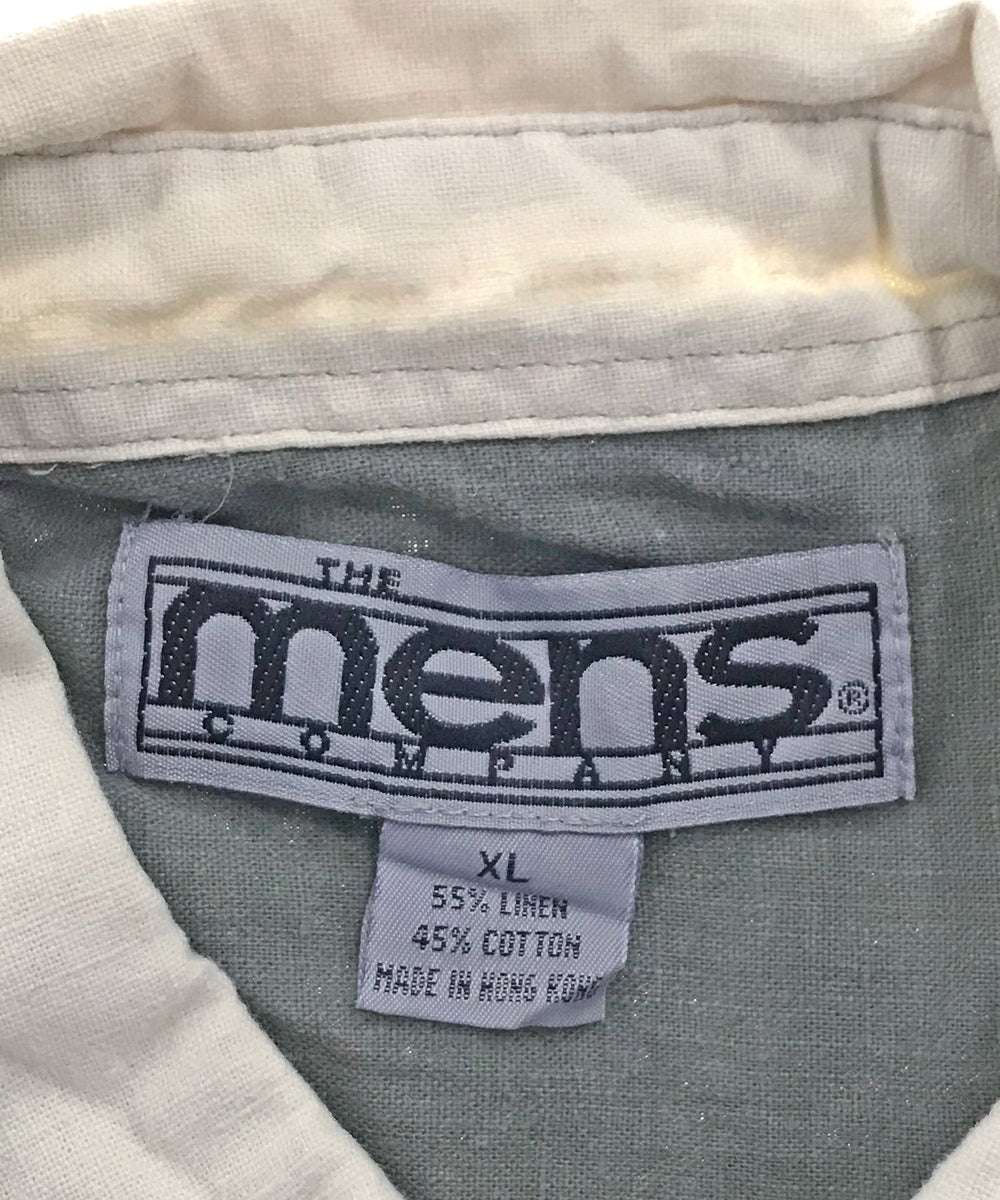 THE
mens®
COMPANY
XL
55% LINEN
45% COTTON
MADE IN HONG KONG